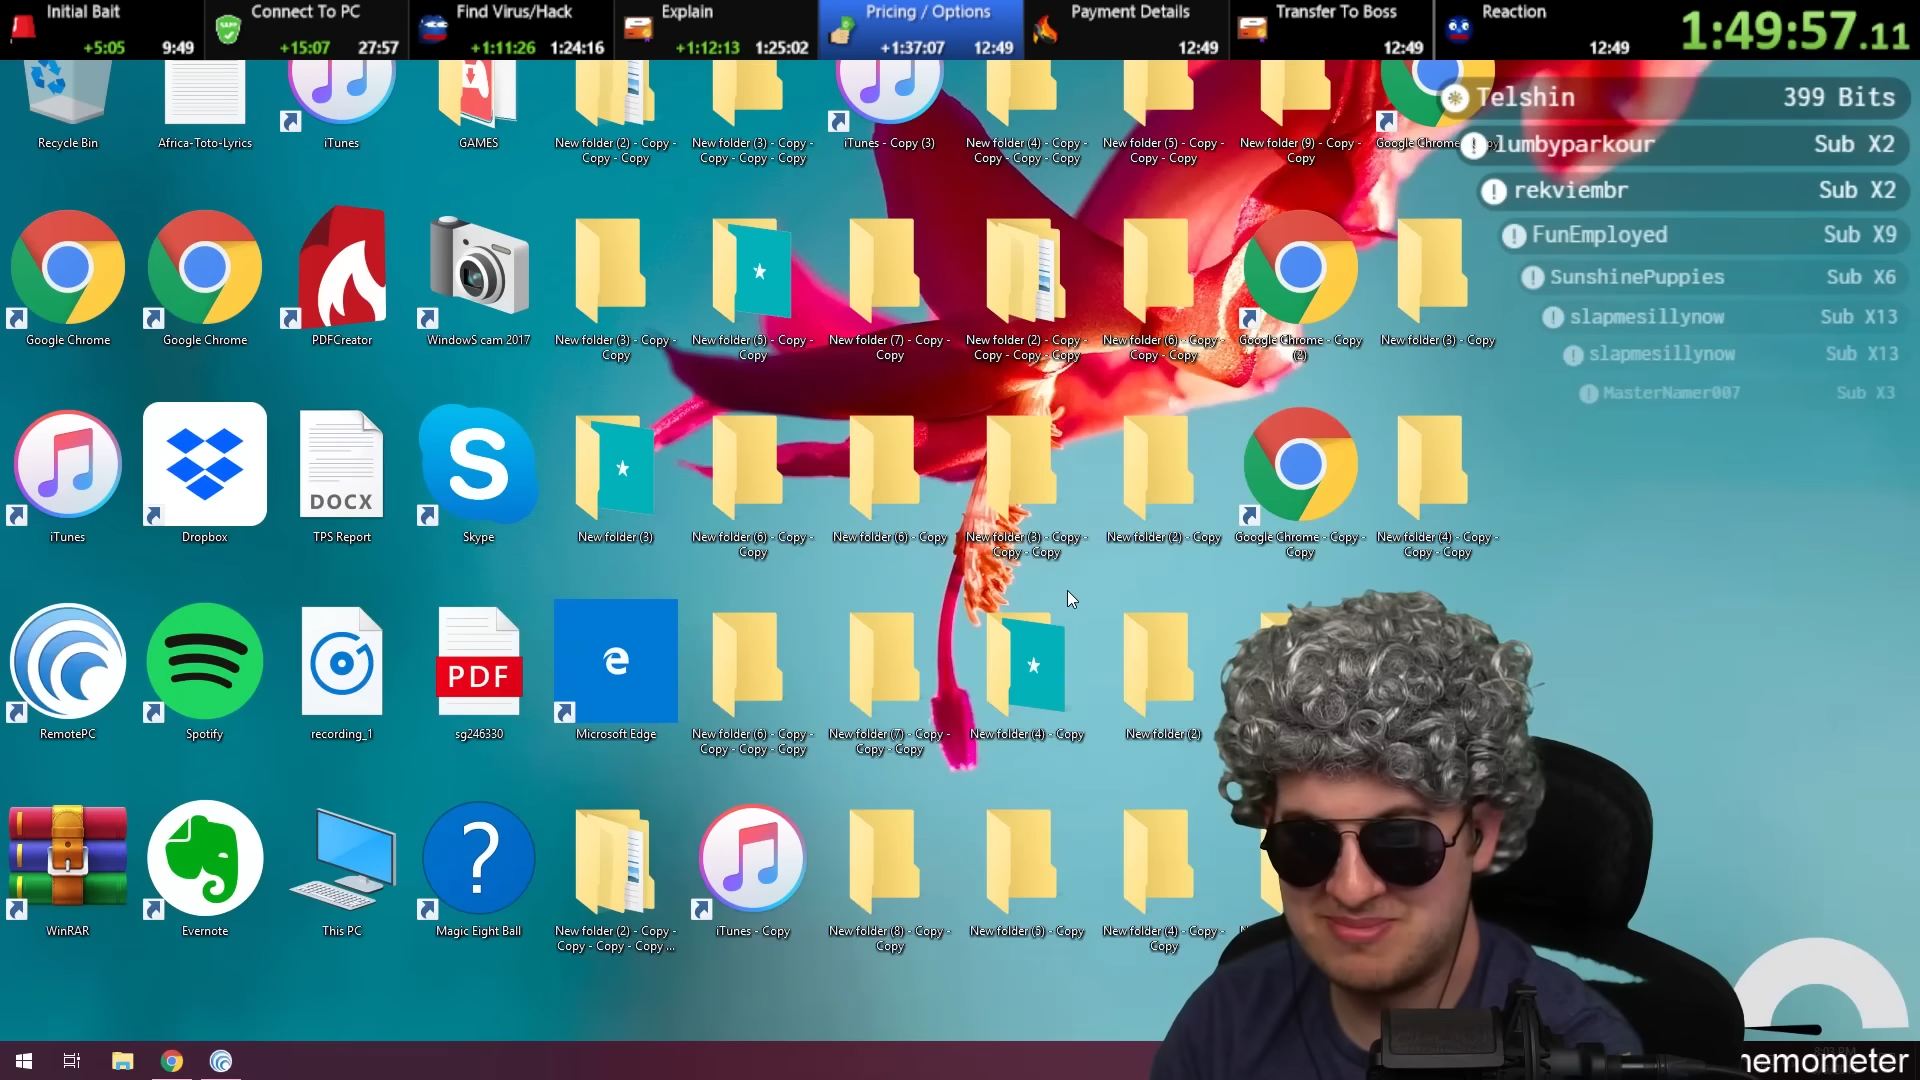 Initial Bait
+5:05 9:49
Connect To PC
+15:07 27:57
Find Virus/Hack
+1:11:26 1:24:16
Explain
+1:12:13 1:25:02
Pricing / Options
+1:37:07 12:49
Payment Details
12:49
Transfer To Boss
12:49
Reaction
12:49
1:49:57.11
Telshin 399 Bits
lumbyparkour Sub X2
rekviembr Sub X2
FunEmployed Sub X9
SunshinePuppies Sub X6
slapmesillynow Sub X13
slapmesillynow Sub X13
MasterNamer007 Sub X3
Recycle Bin
Africa-Toto-Lyrics
iTunes
GAMES
New folder (2) - Copy -
Copy - Copy
New folder (3) - Copy -
Copy - Copy - Copy
iTunes - Copy (3)
New folder (4) - Copy -
Copy - Copy - Copy
New folder (5) - Copy -
Copy - Copy
New folder (9) - Copy -
Copy
Google Chrome
Google Chrome
Google Chrome
PDFCreator
WindowS cam 2017
New folder (3) - Copy -
Copy
New folder (5) - Copy -
Copy
New folder (7) - Copy -
Copy
New folder (2) - Copy -
Copy - Copy - Copy
New folder (6) - Copy -
Copy - Copy
Google Chrome - Copy
(2)
New folder (3) - Copy
iTunes
Dropbox
DOCX
TPS Report
S
Skype
New folder (3)
New folder (6) - Copy -
Copy
New folder (6) - Copy
New folder (3) - Copy -
Copy - Copy
New folder (2) - Copy
Google Chrome - Copy -
Copy
New folder (4) - Copy -
Copy - Copy
RemotePC
Spotify
recording_1
PDF
sg246330
e
Microsoft Edge
New folder (6) - Copy -
Copy - Copy - Copy
New folder (7) - Copy -
Copy - Copy
New folder (4) - Copy
New folder (2)
WinRAR
Evernote
This PC
?
Magic Eight Ball
New folder (2) - Copy -
Copy - Copy - Copy ...
iTunes - Copy
New folder (8) - Copy -
Copy
New folder (5) - Copy
New folder (4) - Copy -
Copy
nemometer